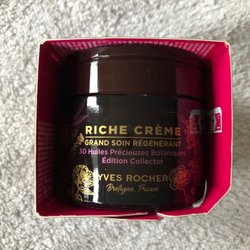 RICHE CRÈME
GRAND SOIN RÉGÉNÉRANT
30 Huiles Précieuses Botaniques
Édition Collector
YVES ROCHER
Bretagne, France